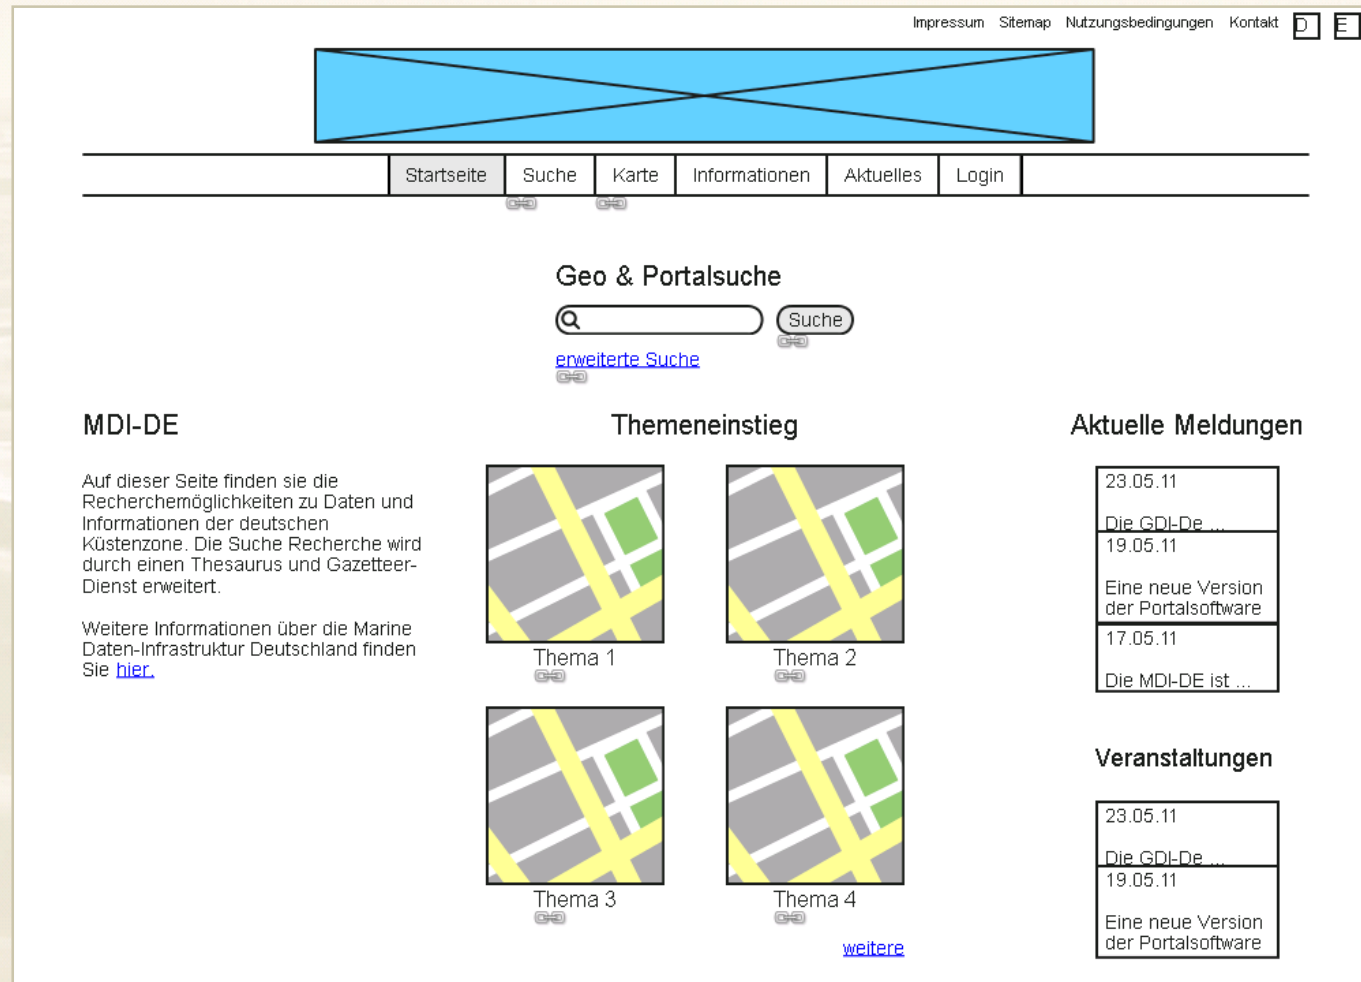 Impressum Sitemap Nutzungsbedingungen Kontakt D E
Startseite Suche Karte Informationen Aktuelles Login
Geo & Portalsuche
Suche
erweiterte Suche
MDI-DE
Auf dieser Seite finden sie die
Recherchemöglichkeiten zu Daten und
Informationen der deutschen
Küstenzone. Die Suche Recherche wird
durch einen Thesaurus und Gazetteer-
Dienst erweitert.
Weitere Informationen über die Marine
Daten-Infrastruktur Deutschland finden
Sie hier.
Themeneinstieg
Thema 1
Thema 2
Thema 3
Thema 4
weitere
Aktuelle Meldungen
23.05.11
Die GDI-De ...
19.05.11
Eine neue Version
der Portalsoftware
17.05.11
Die MDI-DE ist ...
Veranstaltungen
23.05.11
Die GDI-De ...
19.05.11
Eine neue Version
der Portalsoftware